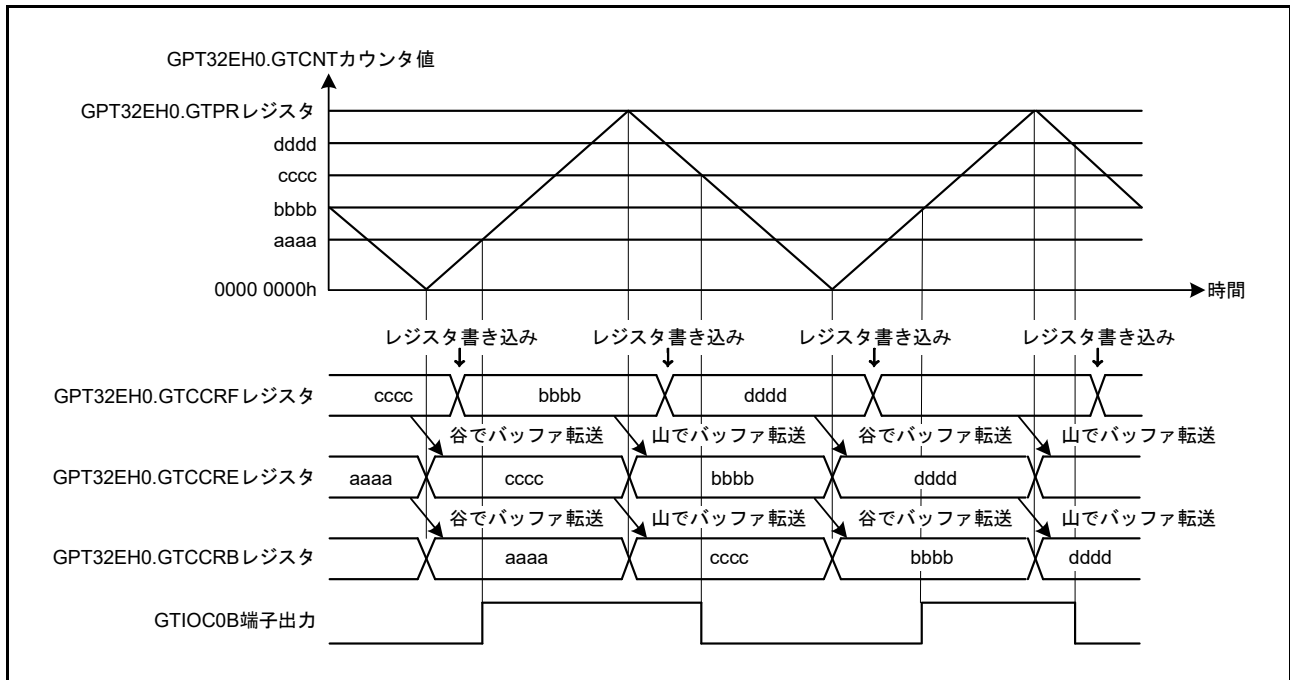 GPT32EH0.GTCNTカウンタ値
GPT32EH0.GTPRレジスタ
dddd
cccc
bbbb
aaaa
0000 0000h
時間
レジスタ書き込み レジスタ書き込み レジスタ書き込み レジスタ書き込み
GPT32EH0.GTCCRFレジスタ cccc bbbb dddd
谷でバッファ転送 山でバッファ転送 谷でバッファ転送 山でバッファ転送
GPT32EH0.GTCCREレジスタ aaaa cccc bbbb dddd
谷でバッファ転送 山でバッファ転送 谷でバッファ転送 山でバッファ転送
GPT32EH0.GTCCRBレジスタ aaaa cccc bbbb dddd
GTIOC0B端子出力